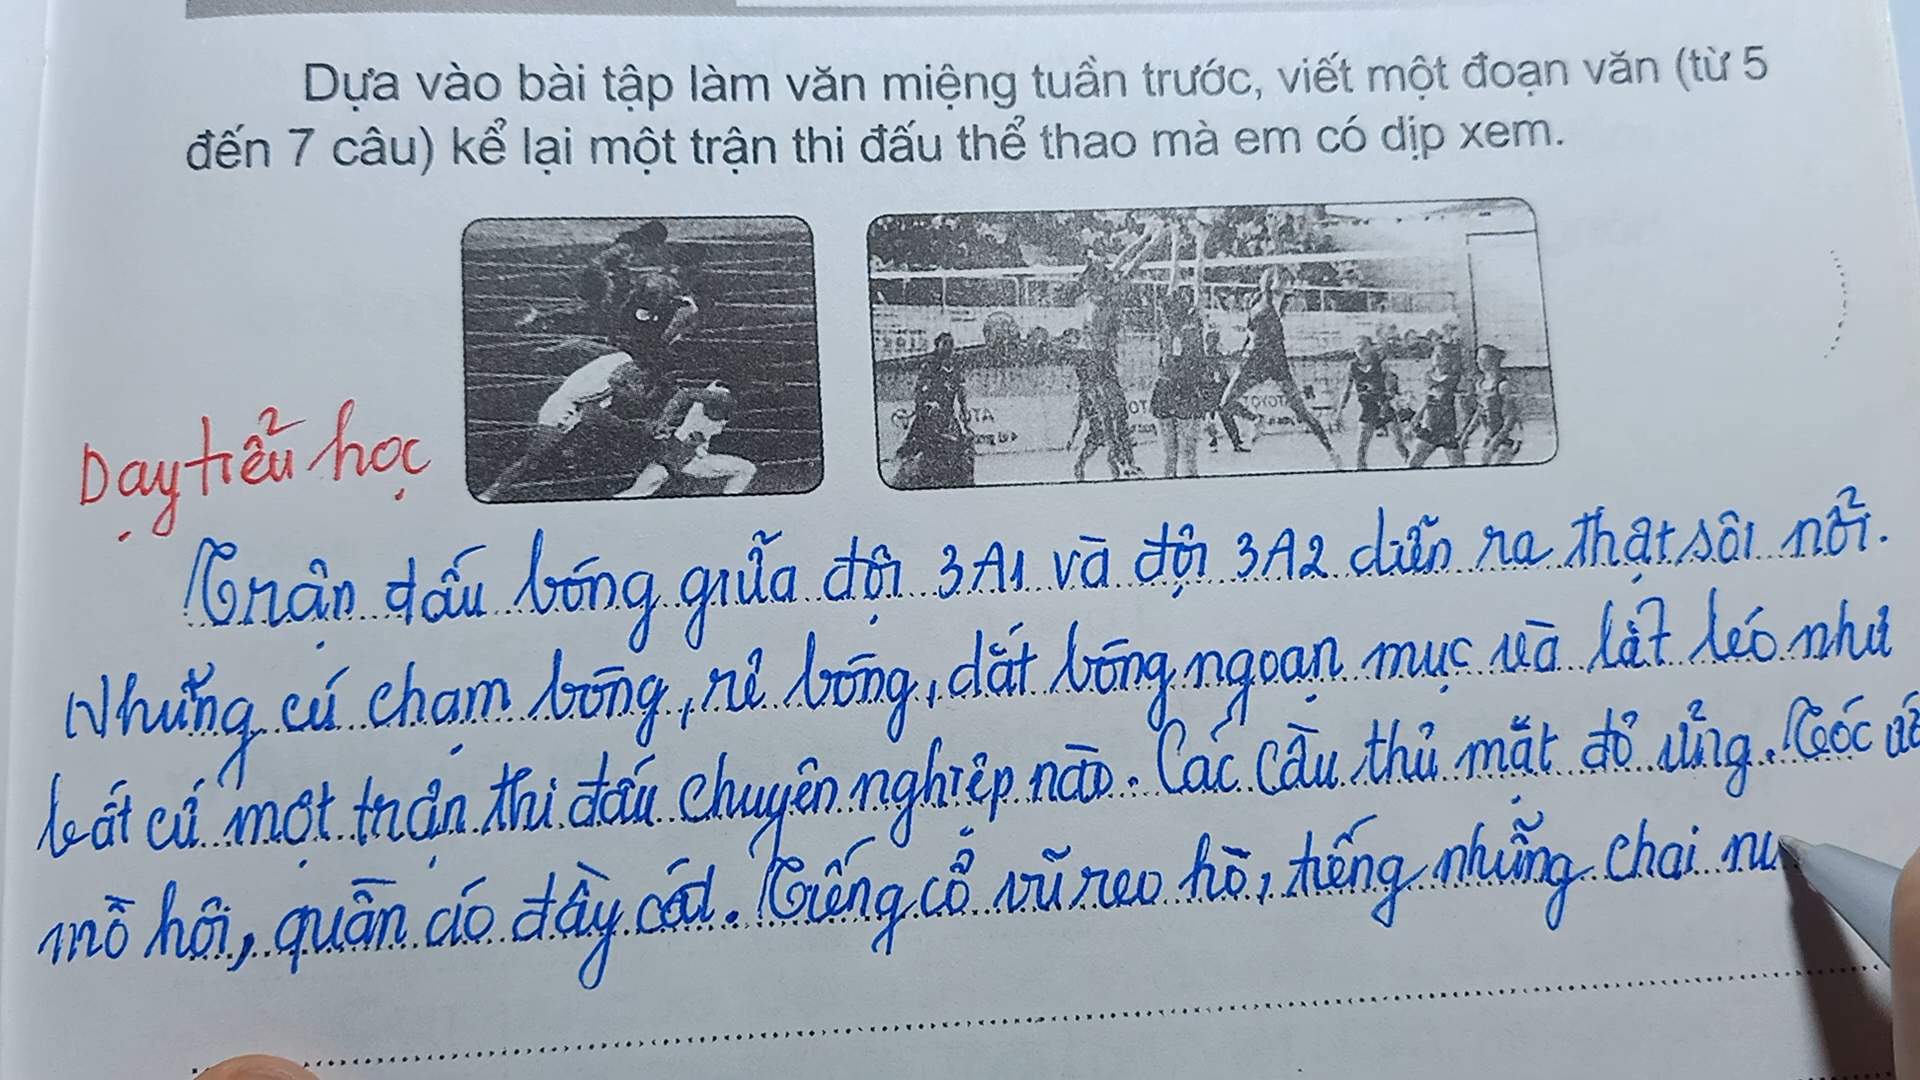 Dựa vào bài tập làm văn miệng tuần trước, viết một đoạn văn (từ 5
đến 7 câu) kể lại một trận thi đấu thể thao mà em có dịp xem.
TOYOTA
Dạy tiểu học
Trận đấu bóng giữa đội 3A1 và đội 3A2 diễn ra thật sôi nổi.
Những cú chạm bóng, rê bóng, dắt bóng ngoạn mục và lắt léo như
bất cứ một trận thi đấu chuyên nghiệp nào. Các cầu thủ mặt đỏ ửng. Tóc ướ
mồ hôi, quần áo đầy cát. Tiếng cổ vũ reo hò, tiếng những chai nư